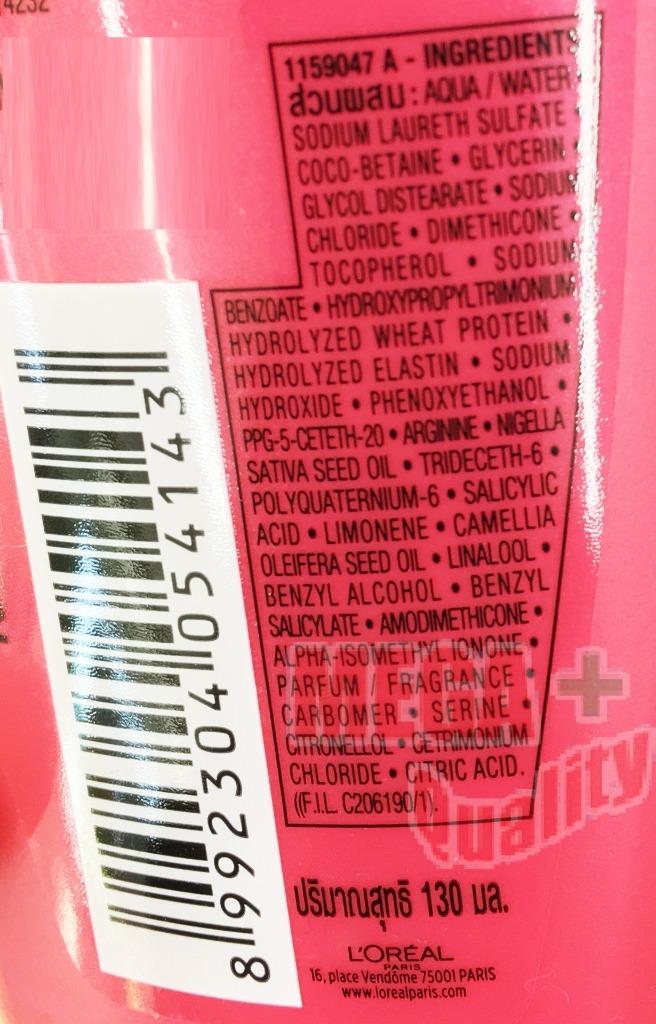 4232
1159047 A - INGREDIENTS
ส่วนผสม : AQUA / WATER •
SODIUM LAURETH SULFATE •
COCO-BETAINE • GLYCERIN •
GLYCOL DISTEARATE • SODIUM
CHLORIDE • DIMETHICONE •
TOCOPHEROL • SODIUM
BENZOATE • HYDROXYPROPYLTRIMONIUM
HYDROLYZED WHEAT PROTEIN •
HYDROLYZED ELASTIN • SODIUM
HYDROXIDE • PHENOXYETHANOL •
PPG-5-CETETH-20 • ARGININE • NIGELLA
SATIVA SEED OIL • TRIDECETH-6 •
POLYQUATERNIUM-6 • SALICYLIC
ACID • LIMONENE • CAMELLIA
OLEIFERA SEED OIL • LINALOOL •
BENZYL ALCOHOL • BENZYL
SALICYLATE • AMODIMETHICONE •
ALPHA-ISOMETHYL IONONE •
PARFUM / FRAGRANCE •
CARBOMER • SERINE •
CITRONELLOL • CETRIMONIUM
CHLORIDE • CITRIC ACID.
((F.I.L. C206190/1).
MEGA +
Quality
8 992304 054143
ปริมาณสุทธิ 130 มล.
L'ORÉAL
PARIS
16, place Vendôme 75001 PARIS
www.lorealparis.com